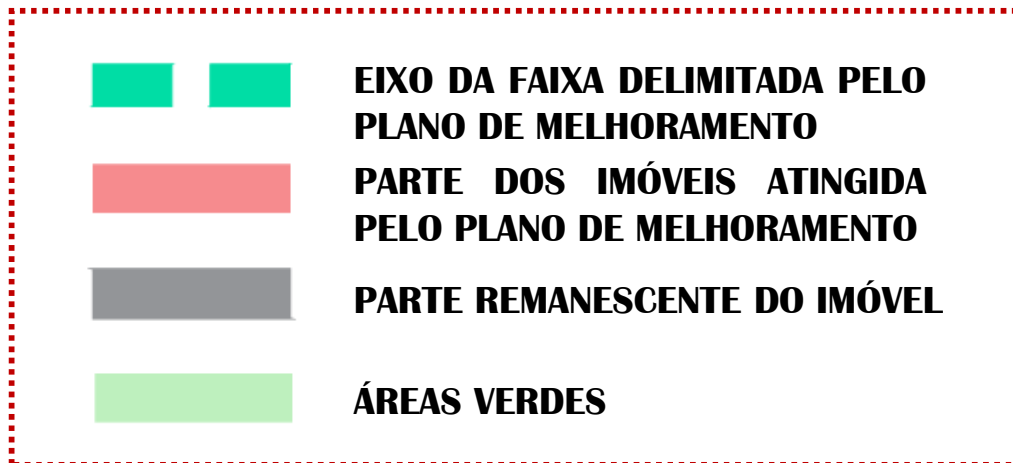 EIXO DA FAIXA DELIMITADA PELO
PLANO DE MELHORAMENTO
PARTE DOS IMÓVEIS ATINGIDA
PELO PLANO DE MELHORAMENTO
PARTE REMANESCENTE DO IMÓVEL
ÁREAS VERDES